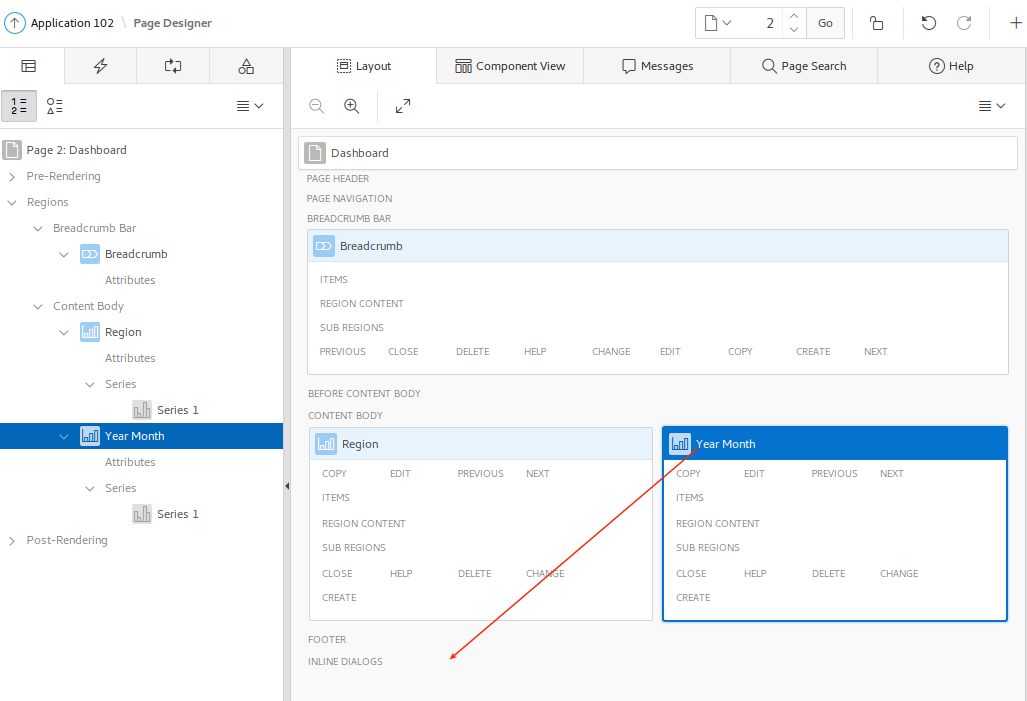 Application 102 \ Page Designer
2 Go
Layout Component View Messages Page Search Help
Page 2: Dashboard
Pre-Rendering
Regions
Breadcrumb Bar
Breadcrumb
Attributes
Content Body
Region
Attributes
Series
Series 1
Year Month
Attributes
Series
Series 1
Post-Rendering
Dashboard
PAGE HEADER
PAGE NAVIGATION
BREADCRUMB BAR
Breadcrumb
ITEMS
REGION CONTENT
SUB REGIONS
PREVIOUS CLOSE DELETE HELP CHANGE EDIT COPY CREATE NEXT
BEFORE CONTENT BODY
CONTENT BODY
Region
COPY EDIT PREVIOUS NEXT
ITEMS
REGION CONTENT
SUB REGIONS
CLOSE HELP DELETE CHANGE
CREATE
Year Month
COPY EDIT PREVIOUS NEXT
ITEMS
REGION CONTENT
SUB REGIONS
CLOSE HELP DELETE CHANGE
CREATE
FOOTER
INLINE DIALOGS